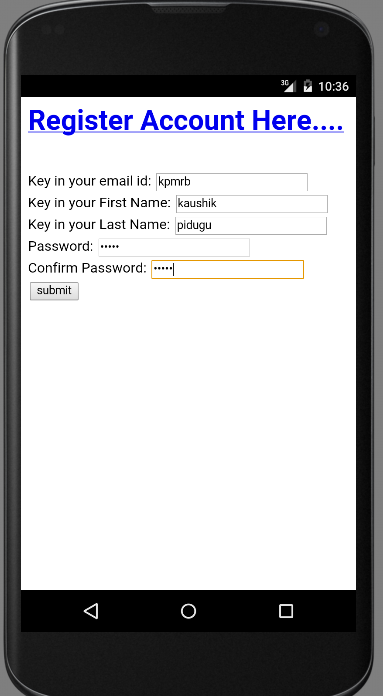 3G 10:36
Register Account Here....
Key in your email id: kpmrb
Key in your First Name: kaushik
Key in your Last Name: pidugu
Password: •••••
Confirm Password: •••••
submit